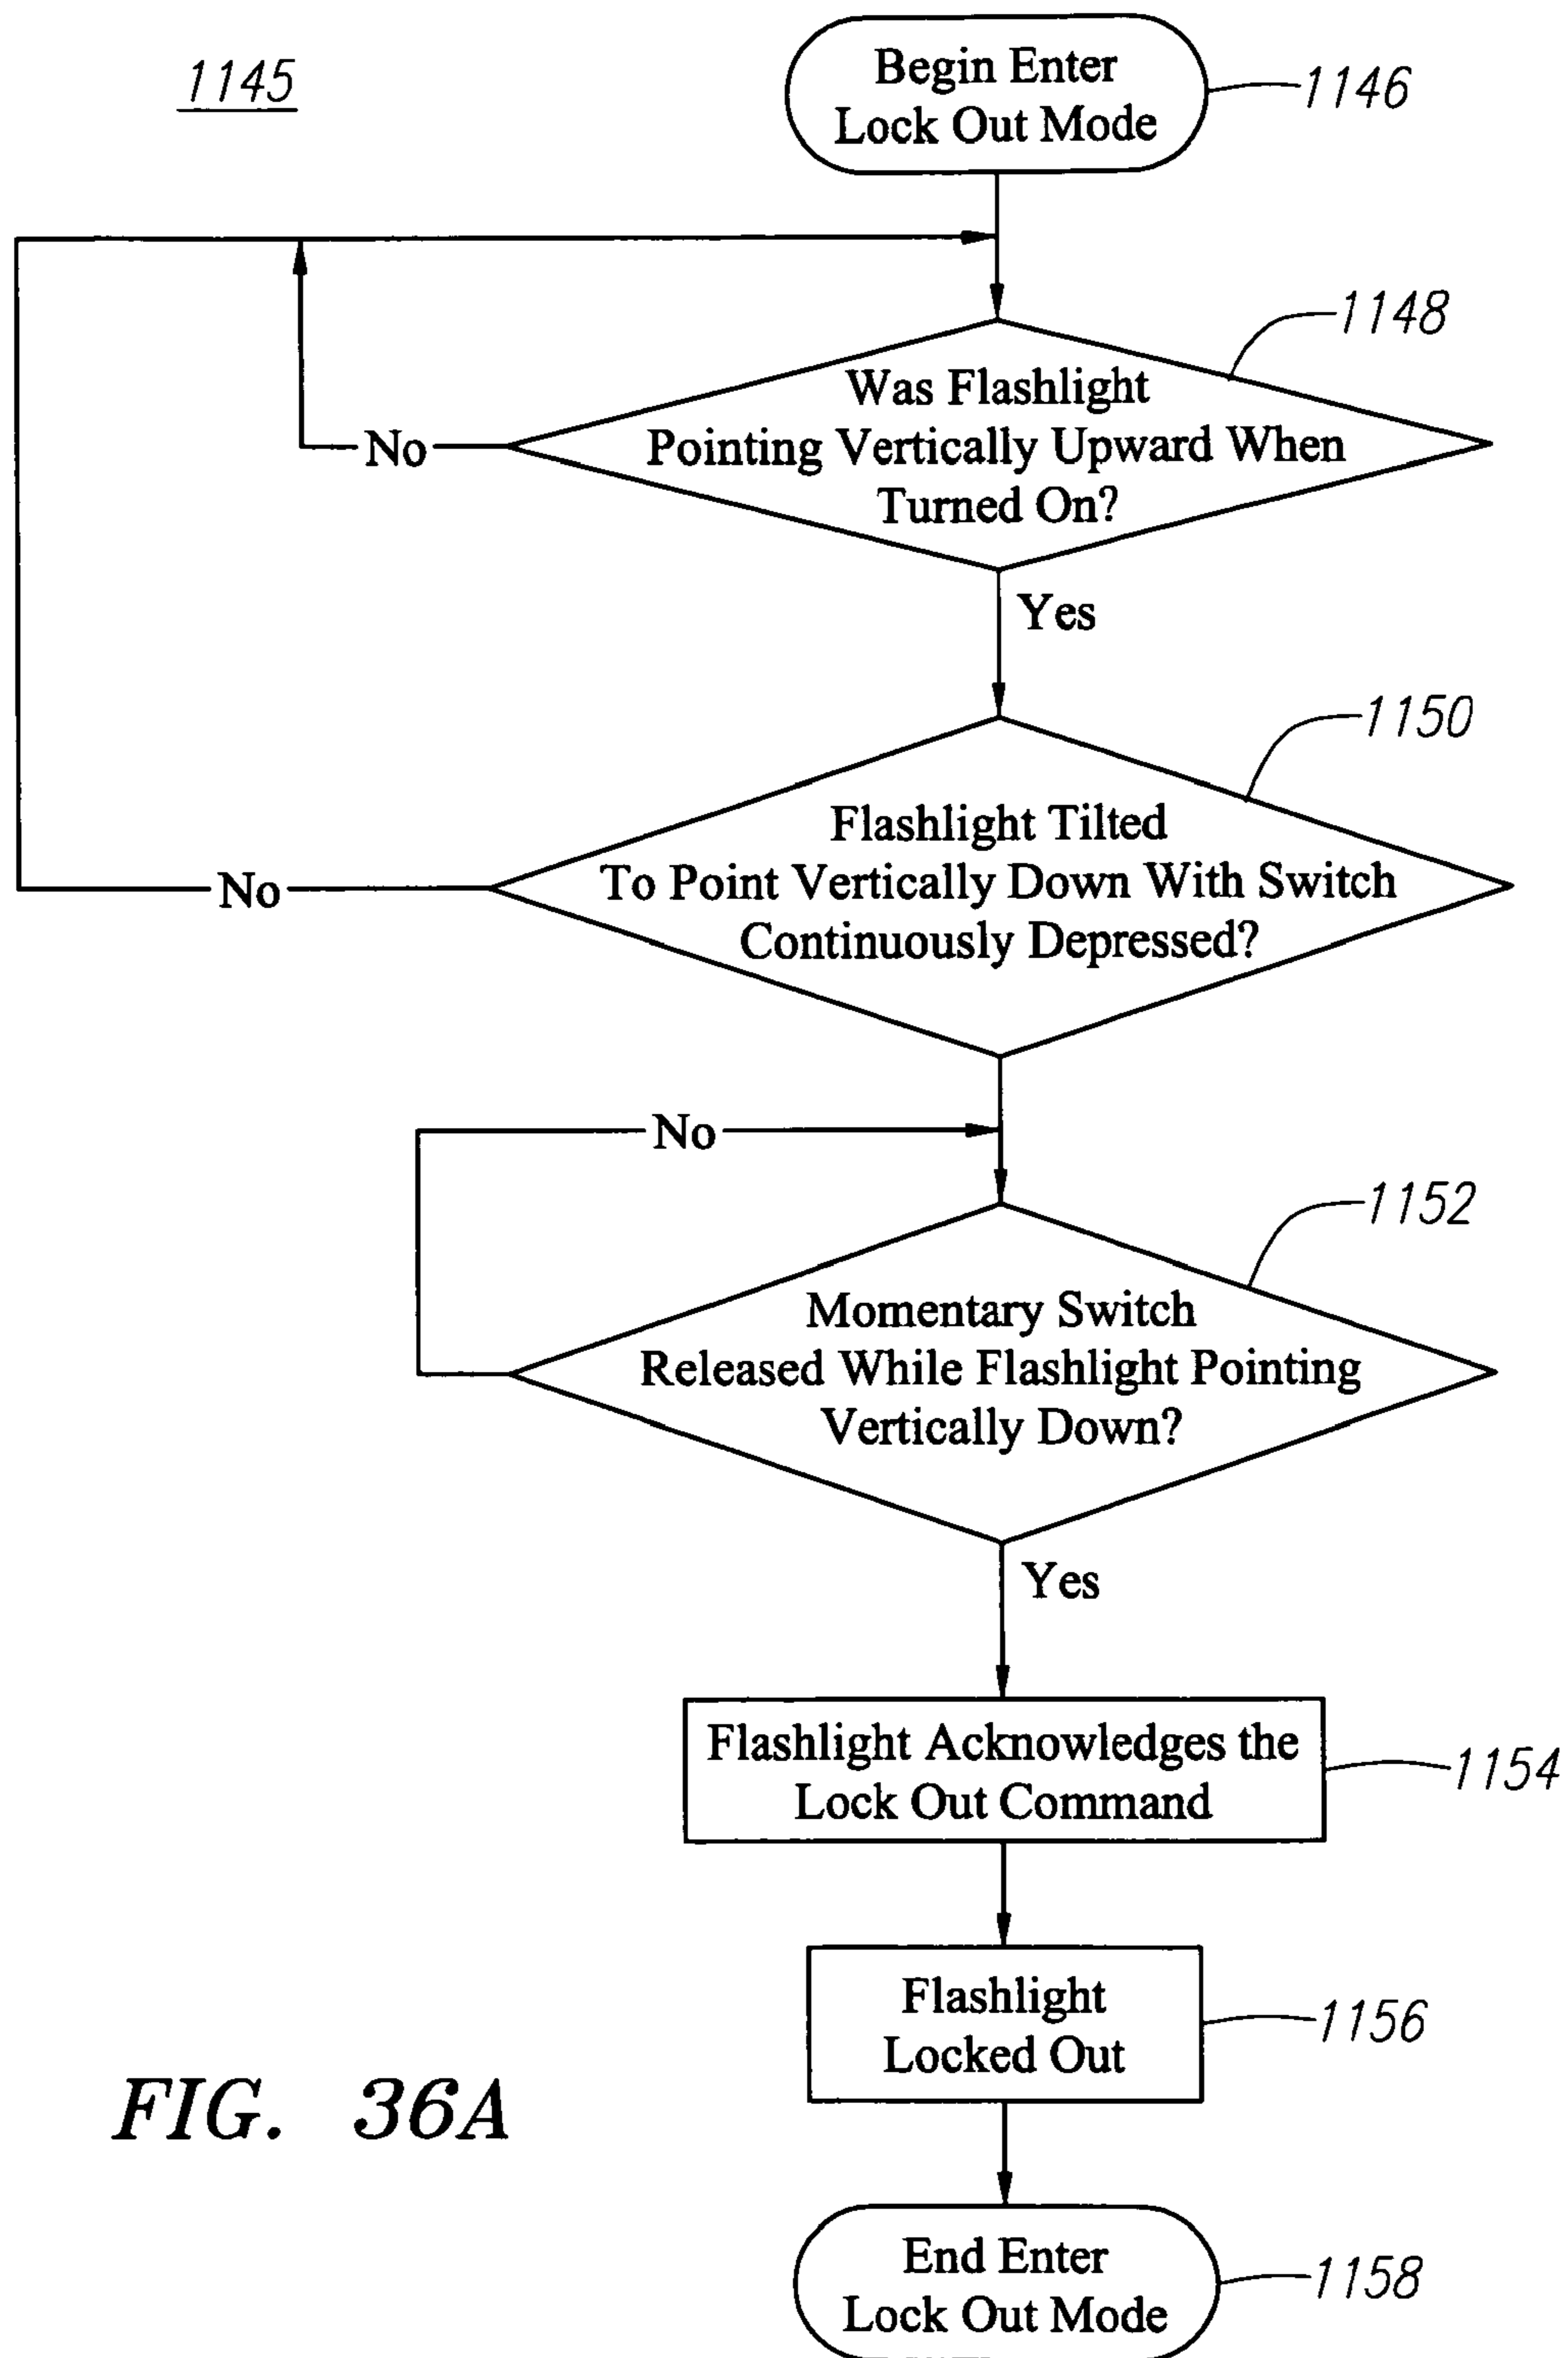 1145
Begin Enter
Lock Out Mode
1146
1148
Was Flashlight
Pointing Vertically Upward When
Turned On?
No
Yes
1150
Flashlight Tilted
To Point Vertically Down With Switch
Continuously Depressed?
No
No
1152
Momentary Switch
Released While Flashlight Pointing
Vertically Down?
Yes
Flashlight Acknowledges the
Lock Out Command
1154
Flashlight
Locked Out
1156
FIG. 36A
End Enter
Lock Out Mode
1158